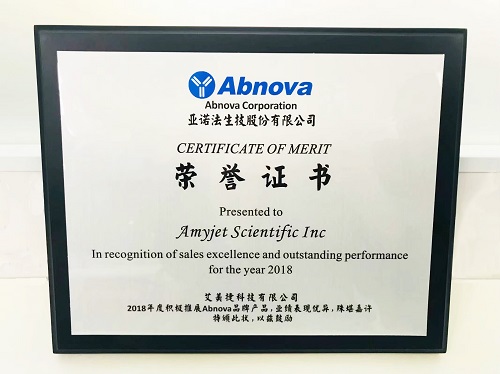 Abnova
Abnova Corporation
亚诺法生技股份有限公司
CERTIFICATE OF MERIT
荣誉证书
Presented to
Amyjet Scientific Inc
In recognition of sales excellence and outstanding performance
for the year 2018
艾美捷科技有限公司
2018年度积极推展Abnova品牌产品,业绩表现优异,殊堪嘉许
特颁此状,以兹鼓励